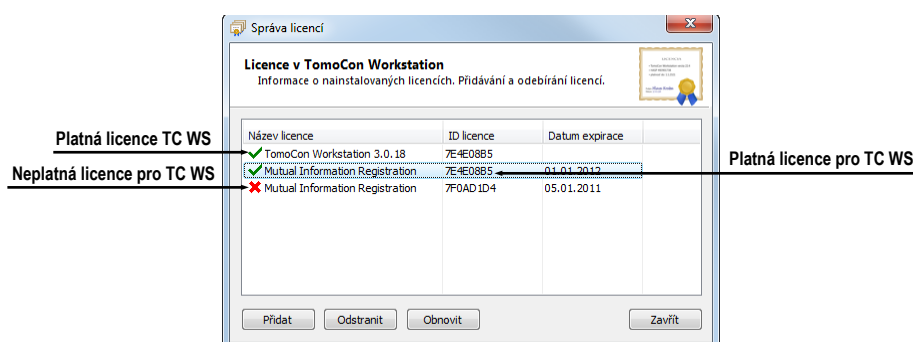 Správa licencí
Licence v TomoCon Workstation
Informace o nainstalovaných licencích. Přidávání a odebírání licencí.
Název licence ID licence Datum expirace
Platná licence TC WS
TomoCon Workstation 3.0.18 7E4E08B5
Mutual Information Registration 7E4E08B5 01.01.2012
Platná licence pro TC WS
Neplatná licence pro TC WS
Mutual Information Registration 7F0AD1D4 05.01.2011
Přidat Odstranit Obnovit Zavřít